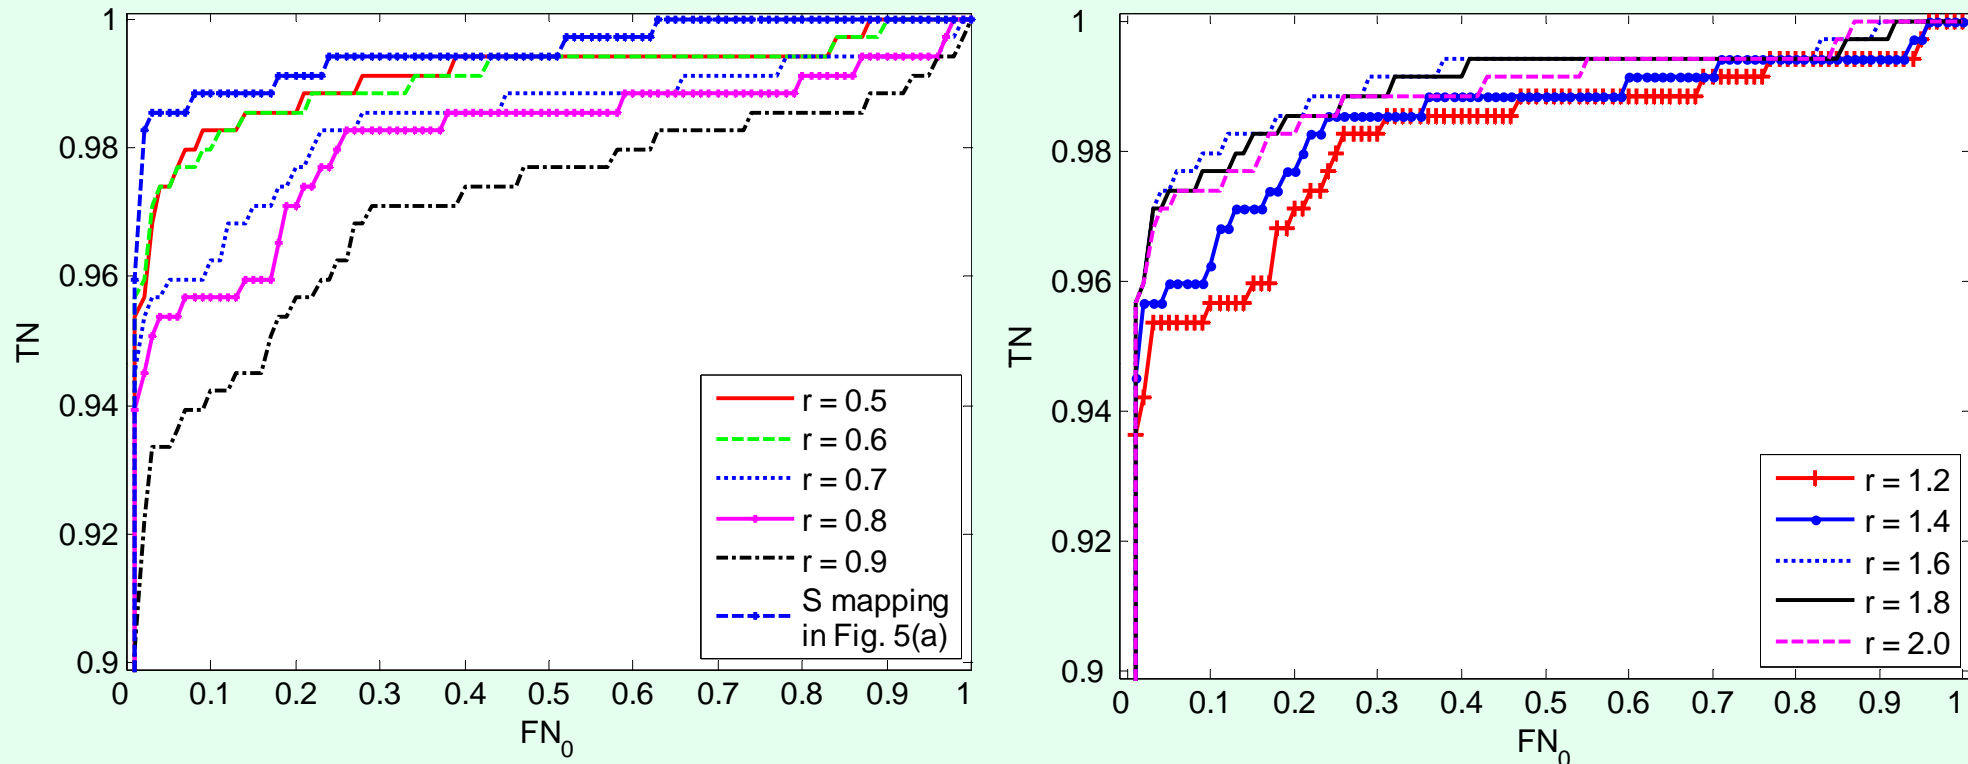 1
0.98
0.96
0.94
0.92
0.9
TN
0 0.1 0.2 0.3 0.4 0.5 0.6 0.7 0.8 0.9 1
FN0
r = 0.5
r = 0.6
r = 0.7
r = 0.8
r = 0.9
S mapping
in Fig. 5(a)
1
0.98
0.96
0.94
0.92
0.9
TN
0 0.1 0.2 0.3 0.4 0.5 0.6 0.7 0.8 0.9 1
FN0
r = 1.2
r = 1.4
r = 1.6
r = 1.8
r = 2.0